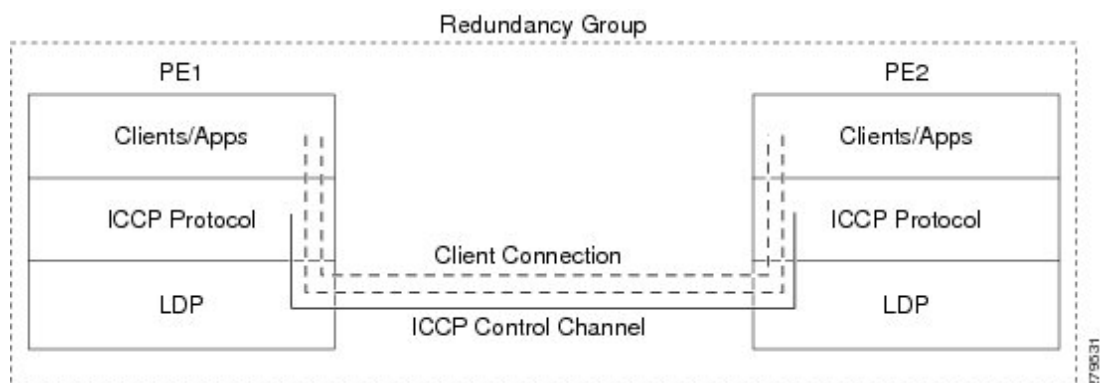 Redundancy Group
PE1
PE2
Clients/Apps
Clients/Apps
ICCP Protocol
ICCP Protocol
Client Connection
LDP
LDP
ICCP Control Channel